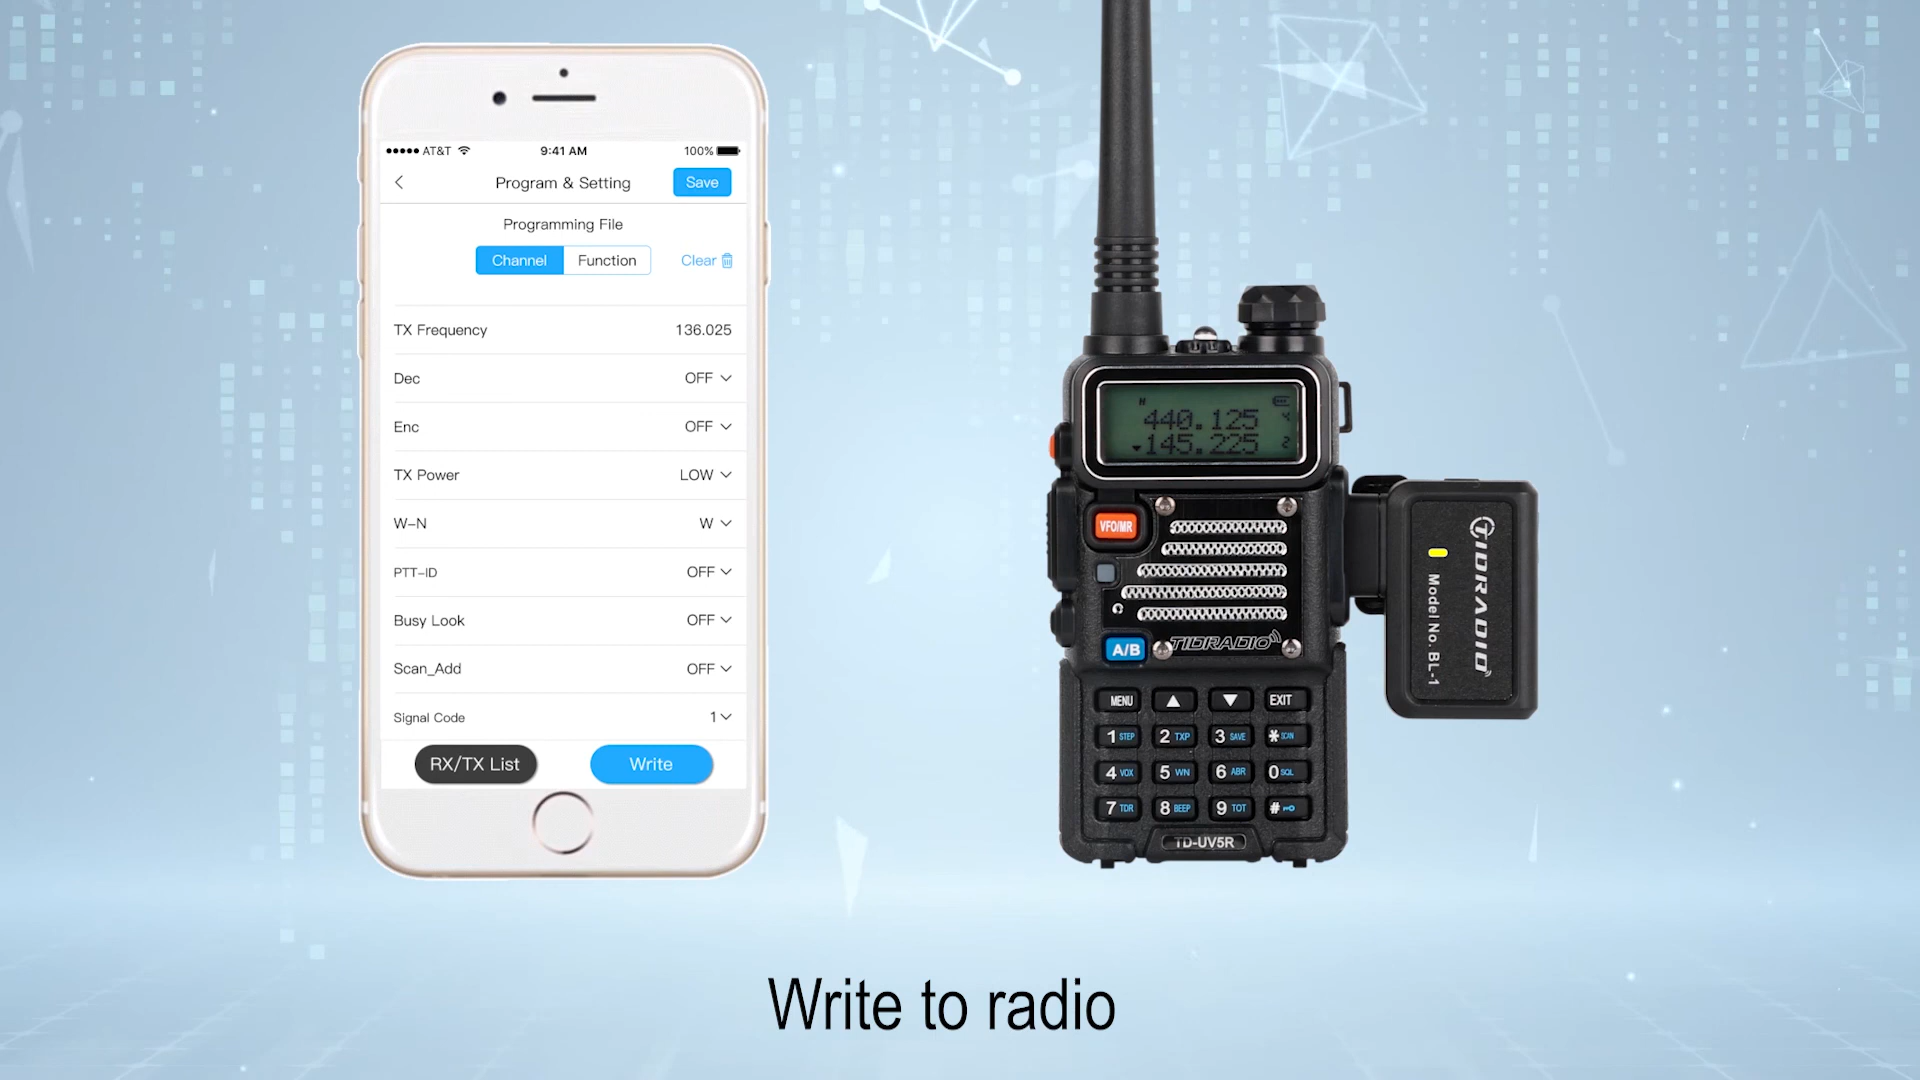 AT&T 9:41 AM 100%
Program & Setting Save
Programming File
Channel Function Clear
TX Frequency 136.025
Dec OFF
Enc OFF
TX Power LOW
W-N W
PTT-ID OFF
Busy Look OFF
Scan_Add OFF
Signal Code 1
RX/TX List Write
N
440.125 4
145.225 2
VFO/MR
A/B
TIDRADIO
MENU ▲ ▼ EXIT
1 STEP 2 TXP 3 SAVE * SCAN
4 VOX 5 WN 6 ABR 0 SQL
7 TDR 8 BEEP 9 TOT #
TD-UV5R
TIDRADIO
Model No. BL-1
Write to radio